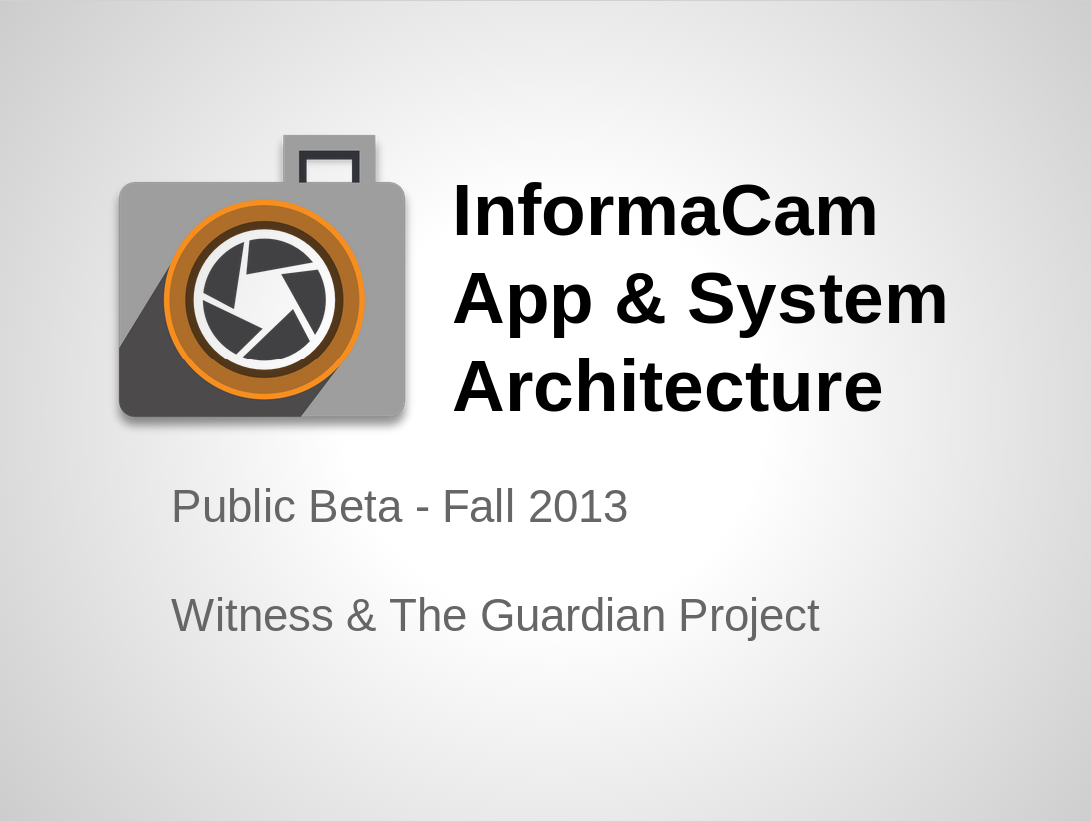 InformaCam
App & System
Architecture
Public Beta - Fall 2013
Witness & The Guardian Project